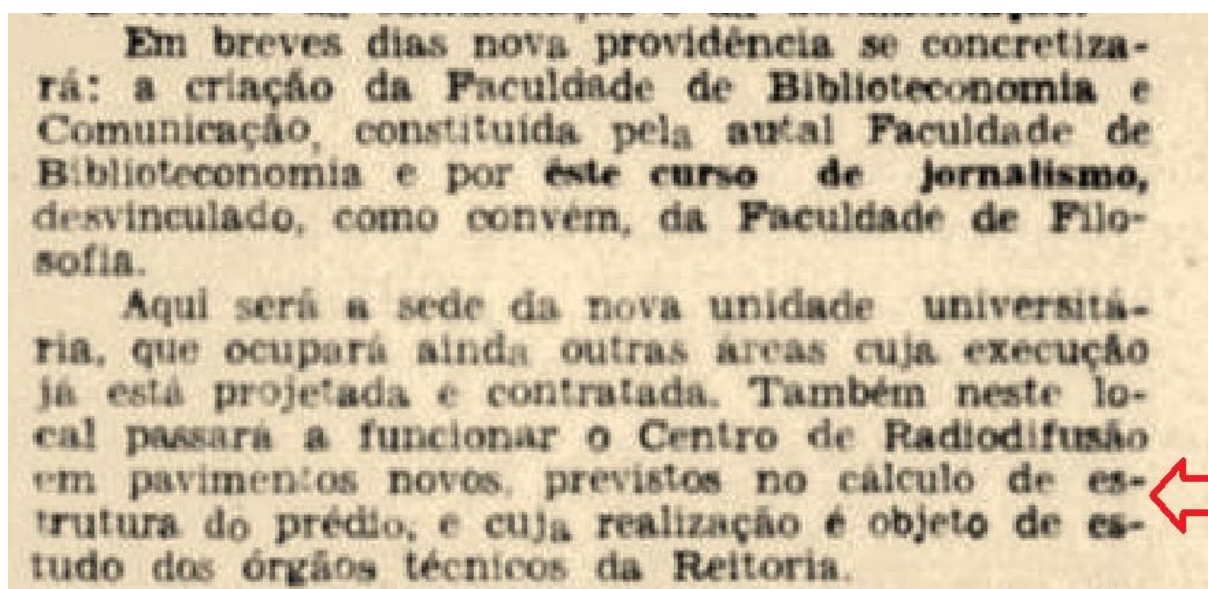 Em breves dias nova providência se concretiza-
rá: a criação da Faculdade de Biblioteconomia e
Comunicação, constituída pela autal Faculdade de
Biblioteconomia e por êste curso de jornalismo,
desvinculado, como convém, da Faculdade de Filo-
sofia.
Aqui será a sede da nova unidade universitá-
ria, que ocupará ainda outras áreas cuja execução
já está projetada e contratada. Também neste lo-
cal passará a funcionar o Centro de Radiodifusão
em pavimentos novos, previstos no cálculo de es-
trutura do prédio, e cuja realização é objeto de es-
tudo dos órgãos técnicos da Reitoria.